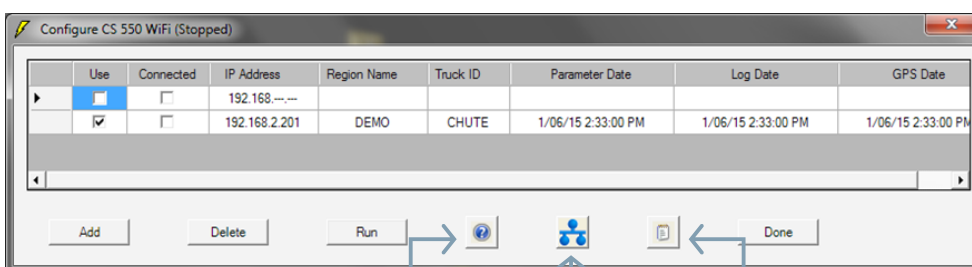 Configure CS 550 WiFi (Stopped)
Use Connected IP Address Region Name Truck ID Parameter Date Log Date GPS Date
192.168.---.---
192.168.2.201 DEMO CHUTE 1/06/15 2:33:00 PM 1/06/15 2:33:00 PM 1/06/15 2:33:00 PM
Add Delete Run ? Done